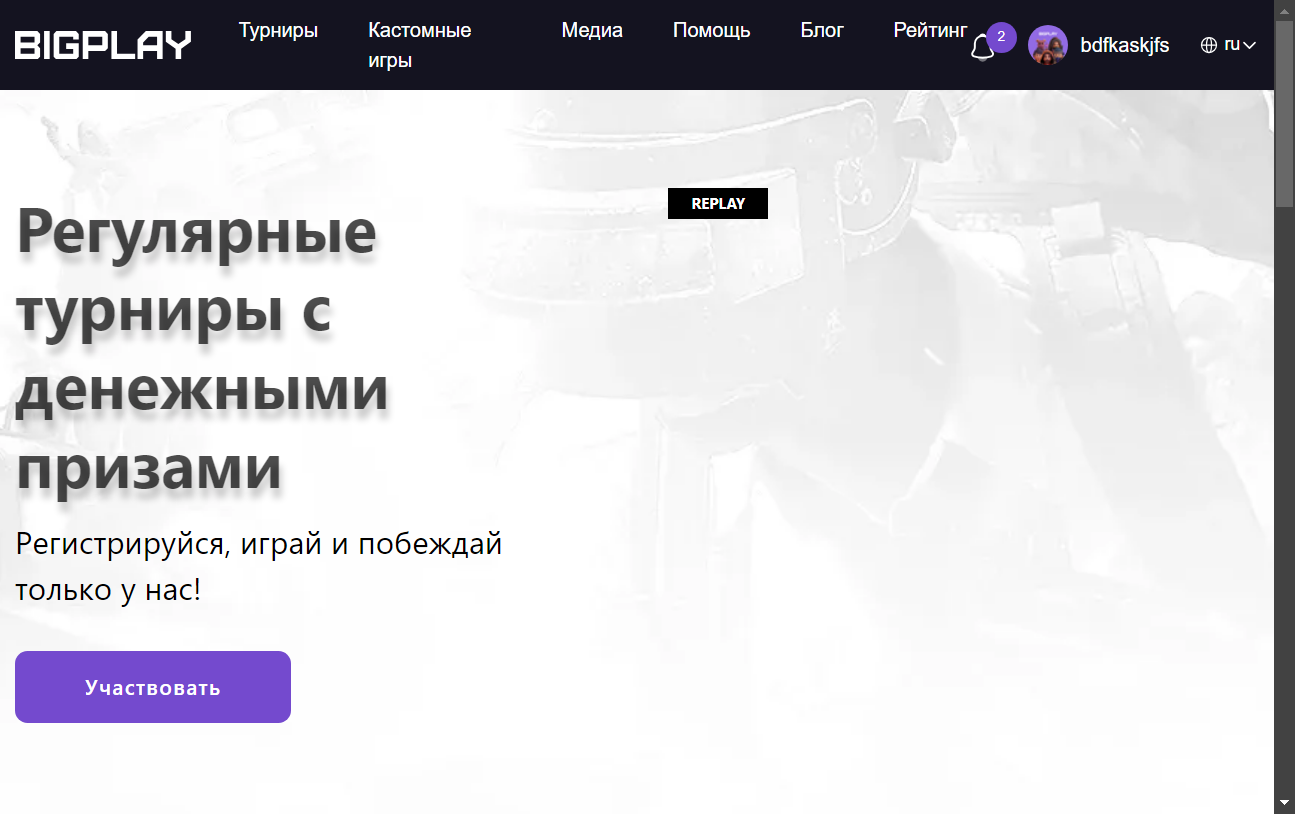 BIGPLAY
Турниры
Кастомные
игры
Медиа
Помощь
Блог
Рейтинг
2
bdfkaskjfs
ru
REPLAY
Регулярные
турниры с
денежными
призами
Регистрируйся, играй и побеждай
только у нас!
Участвовать